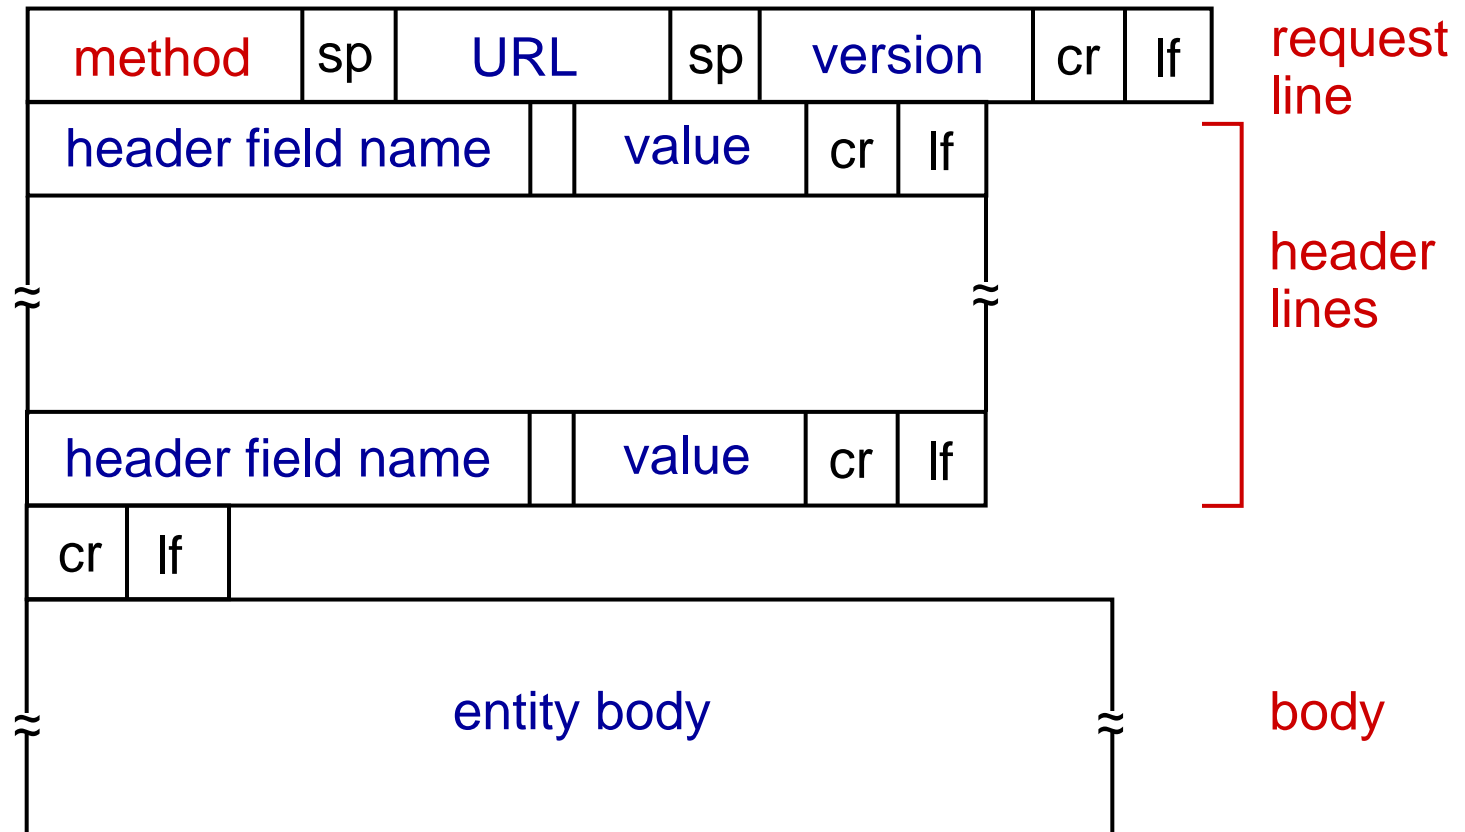 method sp URL sp version cr lf
request
line
header field name value cr lf
header
lines
≈ ≈
header field name value cr lf
cr lf
entity body
≈ ≈
body